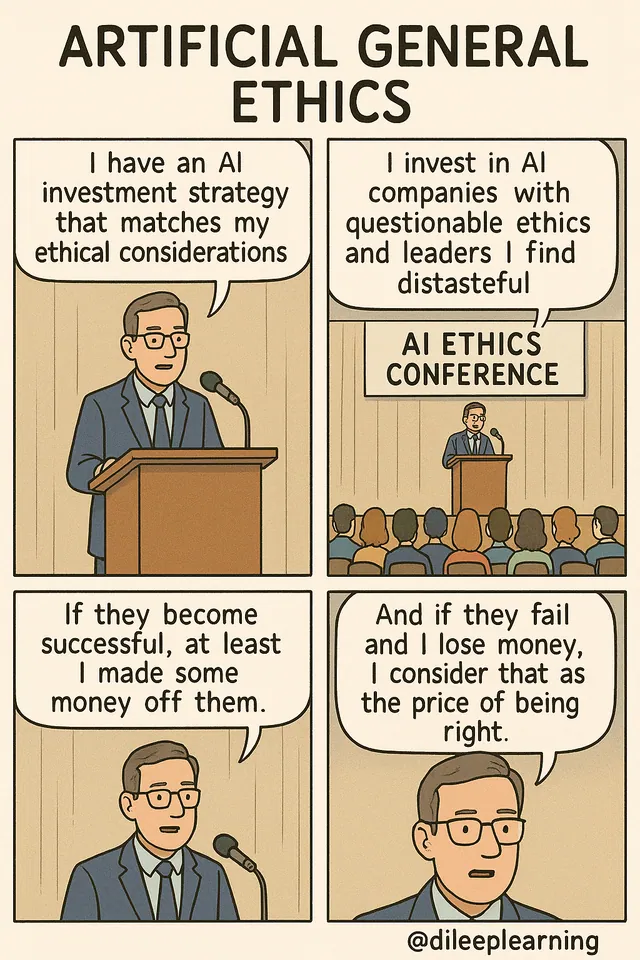 ARTIFICIAL GENERAL
ETHICS
I have an AI
investment strategy
that matches my
ethical considerations
I invest in AI
companies with
questionable ethics
and leaders I find
distasteful
AI ETHICS
CONFERENCE
If they become
successful, at least
I made some
money off them.
And if they fail
and I lose money,
I consider that as
the price of being
right.
@dileeplearning